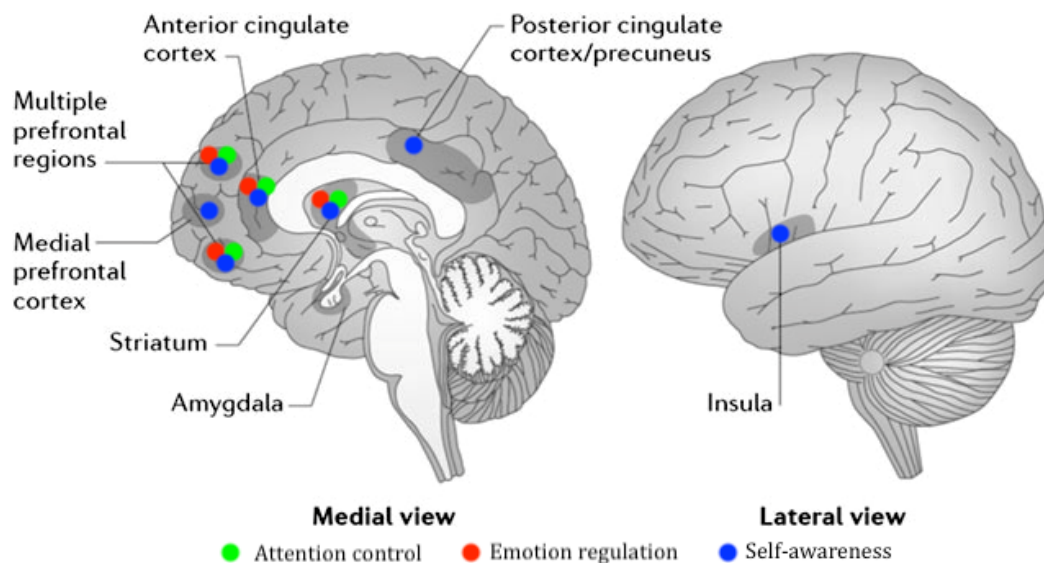 Anterior cingulate
cortex
Posterior cingulate
cortex/precuneus
Multiple
prefrontal
regions
Medial
prefrontal
cortex
Striatum
Amygdala
Insula
Medial view
Lateral view
Attention control
Emotion regulation
Self-awareness